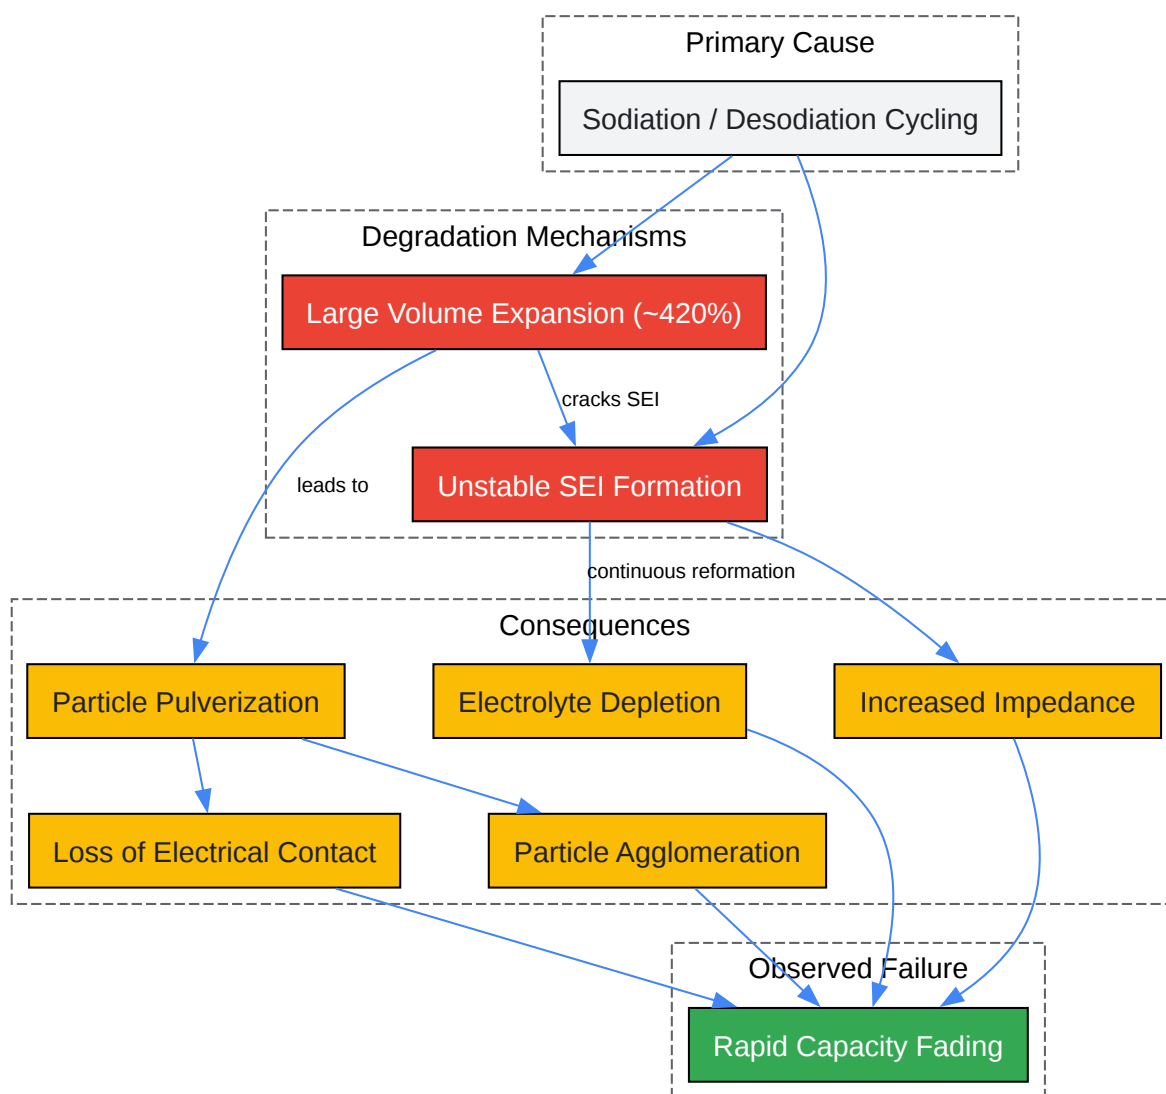 Primary Cause
Sodiation / Desodiation Cycling
Degradation Mechanisms
Large Volume Expansion (~420%)
cracks SEI
leads to
Unstable SEI Formation
continuous reformation
Consequences
Particle Pulverization
Electrolyte Depletion
Increased Impedance
Loss of Electrical Contact
Particle Agglomeration
Observed Failure
Rapid Capacity Fading